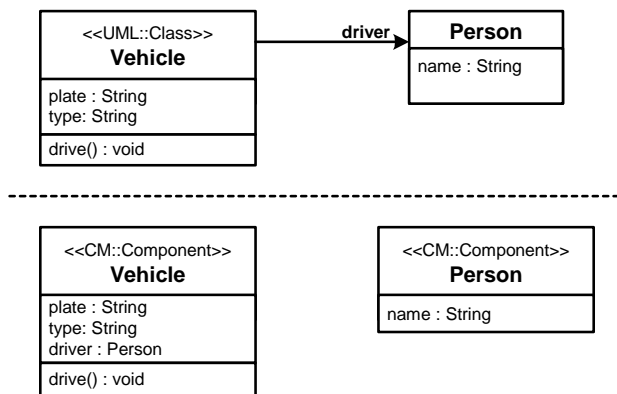 <<UML::Class>>
Vehicle
plate : String
type: String
drive() : void
driver
Person
name : String
<<CM::Component>>
Vehicle
plate : String
type: String
driver : Person
drive() : void
<<CM::Component>>
Person
name : String